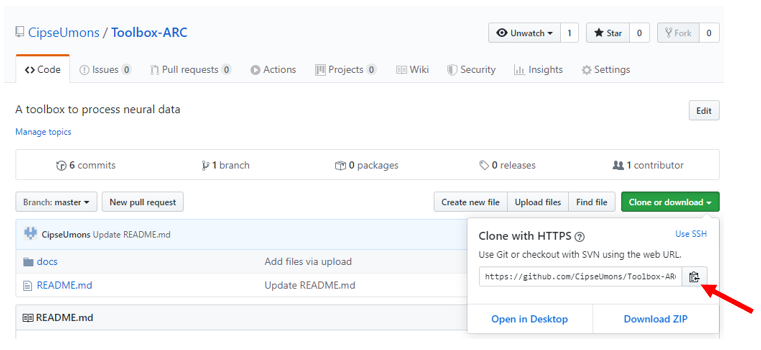 CipseUmons / Toolbox-ARC
Unwatch 1 Star 0 Fork 0
Code Issues 0 Pull requests 0 Actions Projects 0 Wiki Security Insights Settings
A toolbox to process neural data Edit
Manage topics
6 commits 1 branch 0 packages 0 releases 1 contributor
Branch: master New pull request Create new file Upload files Find file Clone or download
CipseUmons Update README.md
docs Add files via upload
README.md Update README.md
README.md
Clone with HTTPS ? Use SSH
Use Git or checkout with SVN using the web URL.
https://github.com/CipseUmons/Toolbox-AR
Open in Desktop Download ZIP